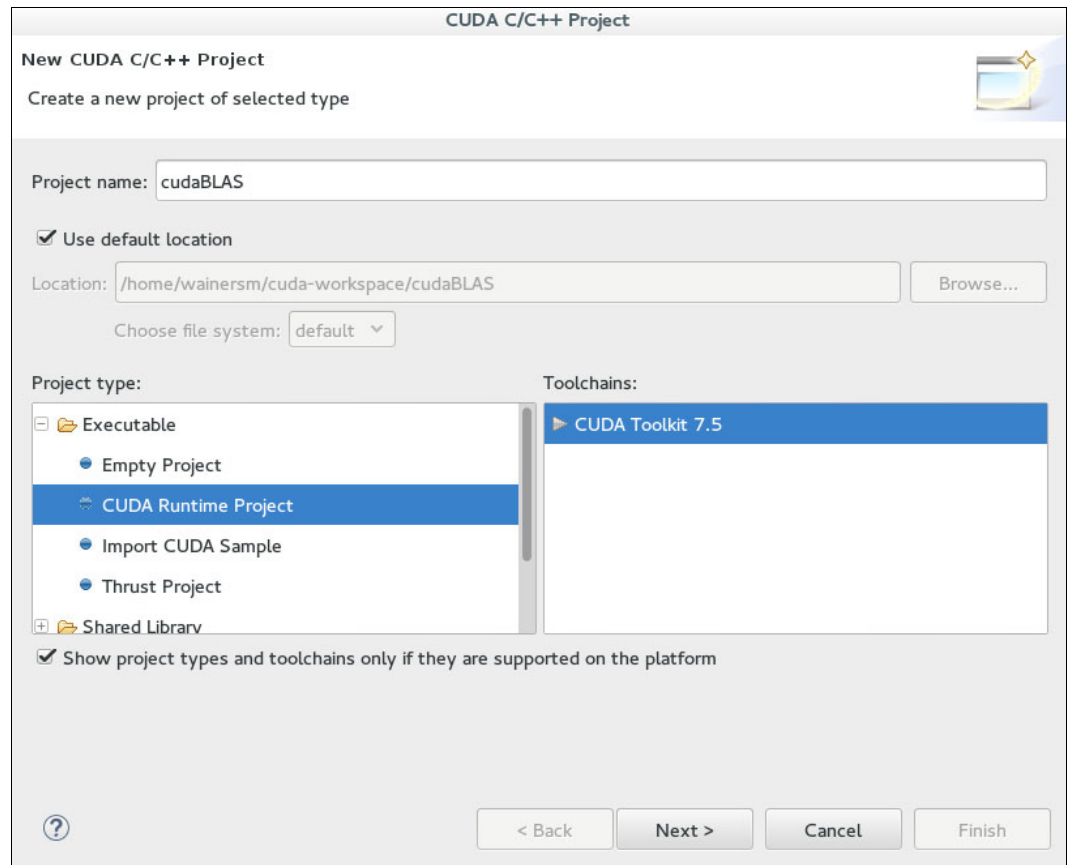 CUDA C/C++ Project
New CUDA C/C++ Project
Create a new project of selected type
Project name: cudaBLAS
Use default location
Location: /home/wainersm/cuda-workspace/cudaBLAS Browse...
Choose file system: default
Project type: Toolchains:
Executable CUDA Toolkit 7.5
Empty Project
CUDA Runtime Project
Import CUDA Sample
Thrust Project
Shared Library
Show project types and toolchains only if they are supported on the platform
? < Back Next > Cancel Finish